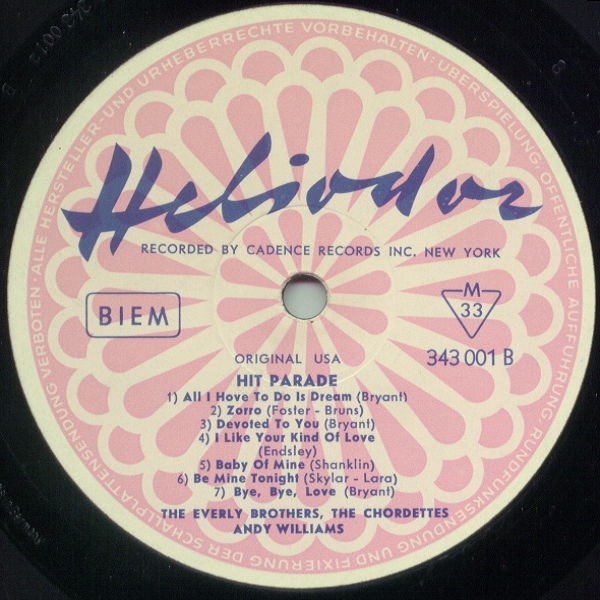 ALLE HERSTELLER- UND URHEBERRECHTE VORBEHALTEN: ÜBERSPIELUNG, ÖFFENTLICHE AUFFÜHRUNG, RUNDFUNKSENDUNG UND FIXIERUNG DER SCHALLPLATTENSENDUNG VERBOTEN ·
Heliodor
RECORDED BY CADENCE RECORDS INC. NEW YORK
BIEM
M
33
ORIGINAL USA
343 001 B
HIT PARADE
1) All I Hove To Do Is Dream (Bryant)
2) Zorro (Foster - Bruns)
3) Devoted To You (Bryant)
4) I Like Your Kind Of Love
(Endsley)
5) Baby Of Mine (Shanklin)
6) Be Mine Tonight (Skylar - Lara)
7) Bye, Bye, Love (Bryant)
THE EVERLY BROTHERS, THE CHORDETTES
ANDY WILLIAMS